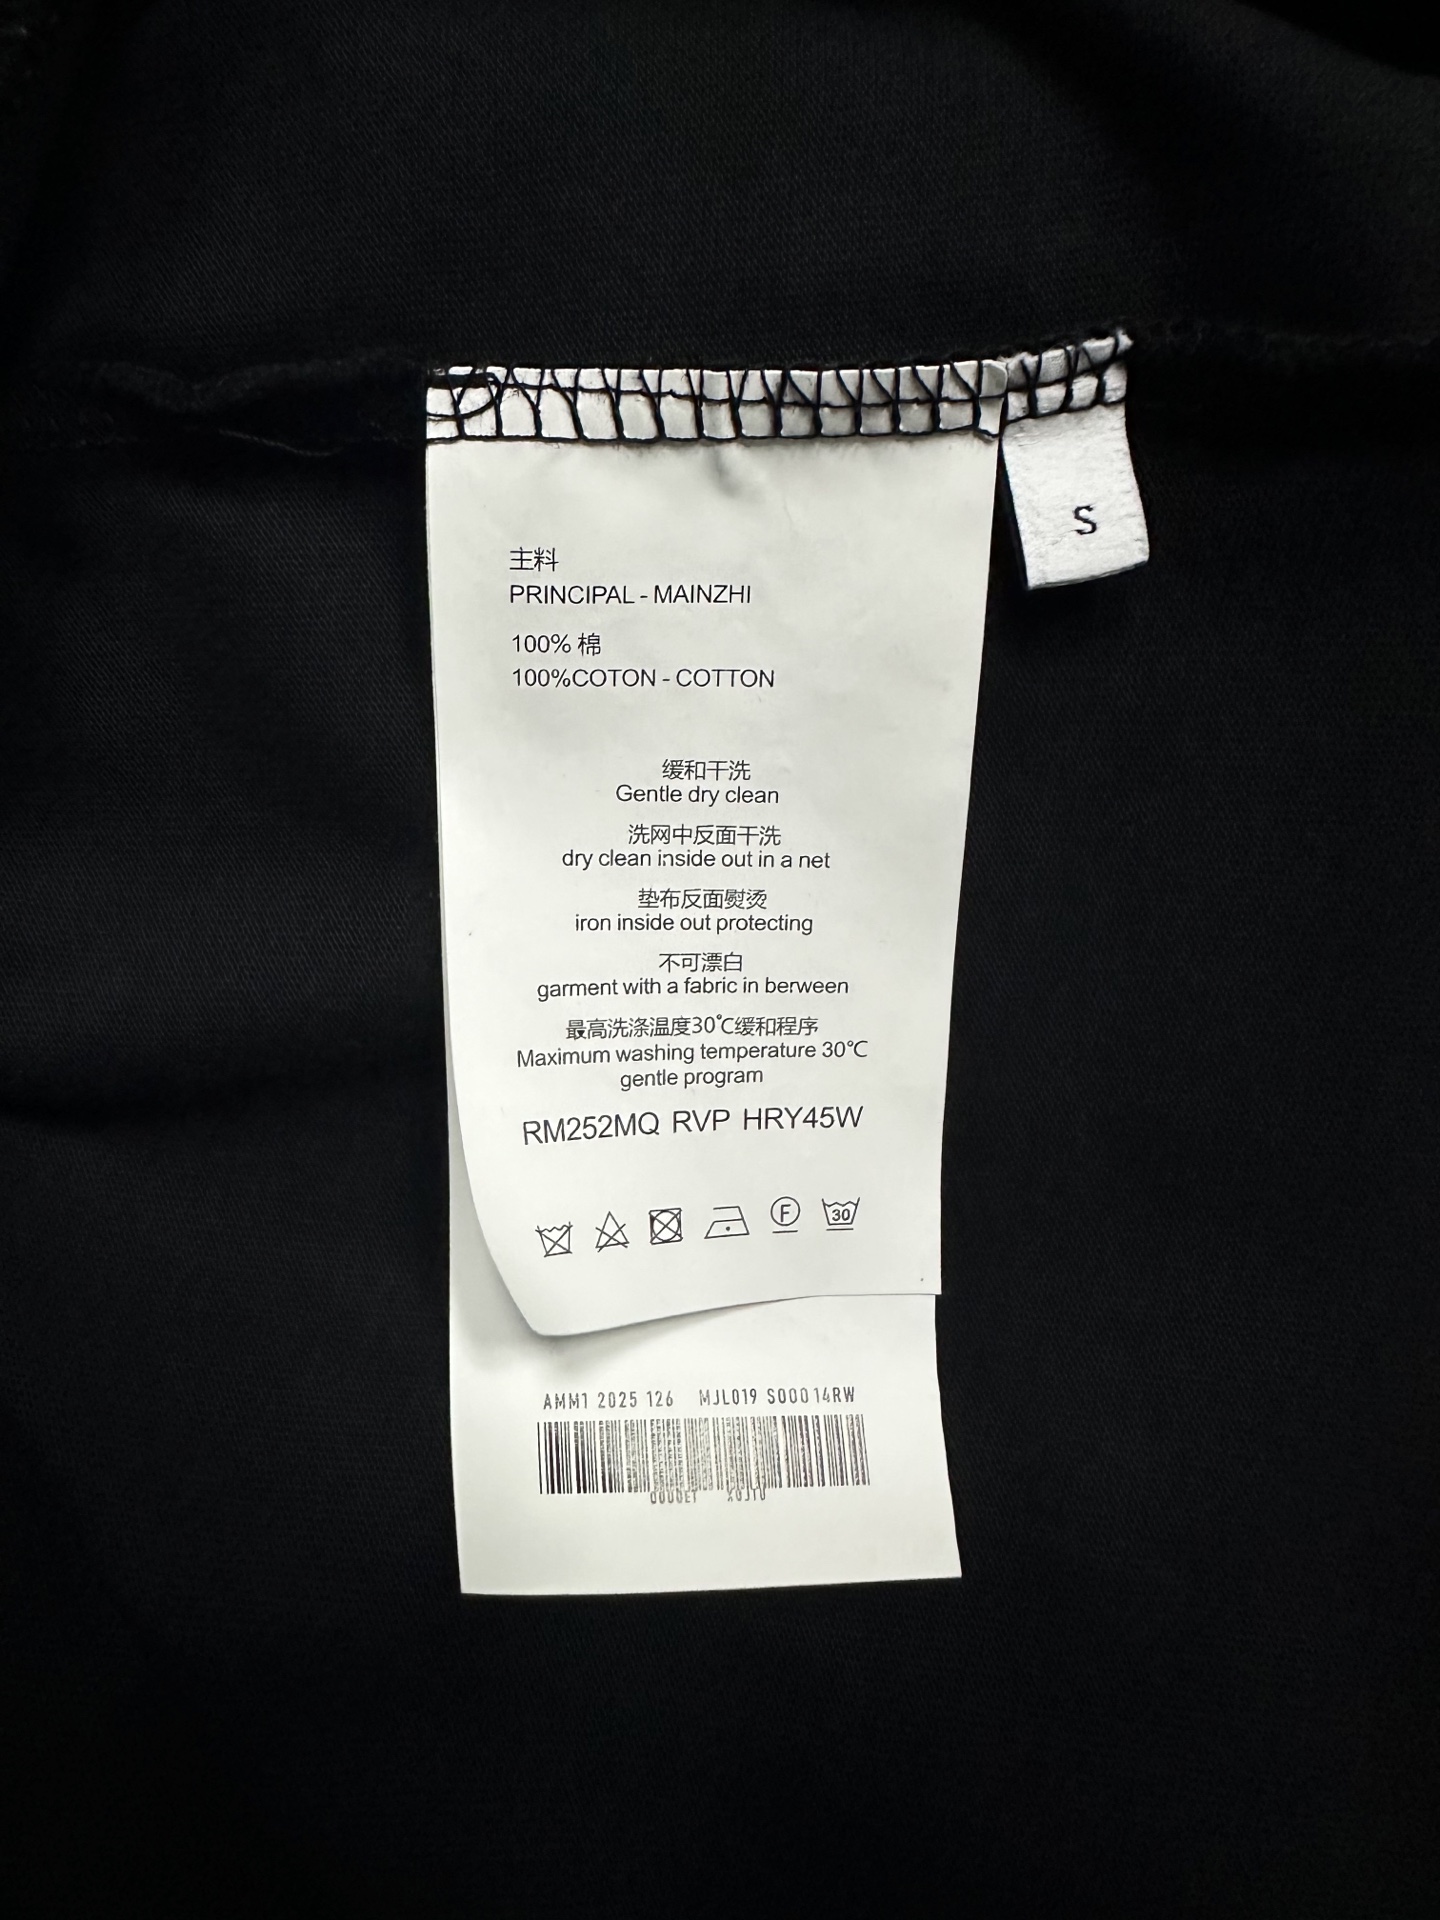 S
主料
PRINCIPAL - MAINZHI
100% 棉
100%COTON - COTTON
缓和干洗
Gentle dry clean
洗网中反面干洗
dry clean inside out in a net
垫布反面熨烫
iron inside out protecting
不可漂白
garment with a fabric in berween
最高洗涤温度30℃缓和程序
Maximum washing temperature 30℃
gentle program
RM252MQ RVP HRY45W
F
30
AMM1 2025 126 MJL019 S00014RW